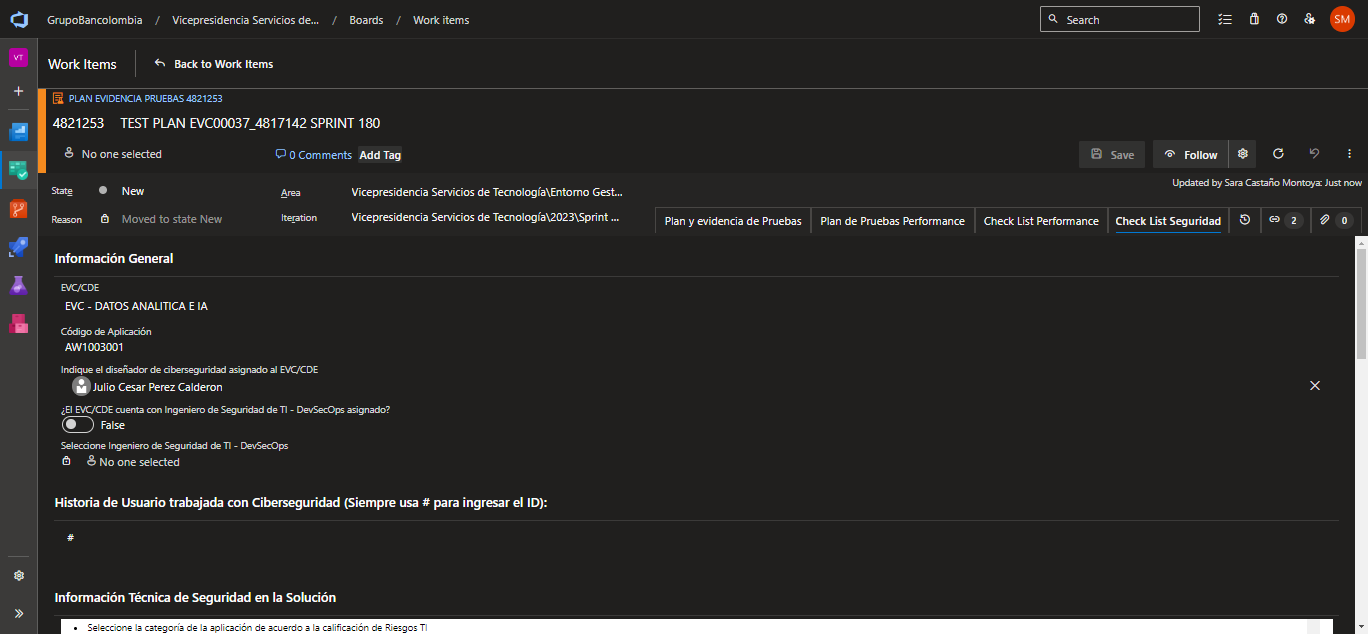 GrupoBancolombia / Vicepresidencia Servicios de... / Boards / Work items
Search
SM
VT
Work Items
Back to Work Items
PLAN EVIDENCIA PRUEBAS 4821253
4821253 TEST PLAN EVC00037_4817142 SPRINT 180
No one selected
0 Comments
Add Tag
Save
Follow
Updated by Sara Castaño Montoya: Just now
State
New
Area
Vicepresidencia Servicios de Tecnología\Entorno Gest...
Reason
Moved to state New
Iteration
Vicepresidencia Servicios de Tecnología\2023\Sprint ...
Plan y evidencia de Pruebas
Plan de Pruebas Performance
Check List Performance
Check List Seguridad
2
0
Información General
EVC/CDE
EVC - DATOS ANALITICA E IA
Código de Aplicación
AW1003001
Indique el diseñador de ciberseguridad asignado al EVC/CDE
Julio Cesar Perez Calderon
¿El EVC/CDE cuenta con Ingeniero de Seguridad de TI - DevSecOps asignado?
False
Seleccione Ingeniero de Seguridad de TI - DevSecOps
No one selected
Historia de Usuario trabajada con Ciberseguridad (Siempre usa # para ingresar el ID):
#
Información Técnica de Seguridad en la Solución
• Seleccione la categoría de la aplicación de acuerdo a la calificación de Riesgos TI